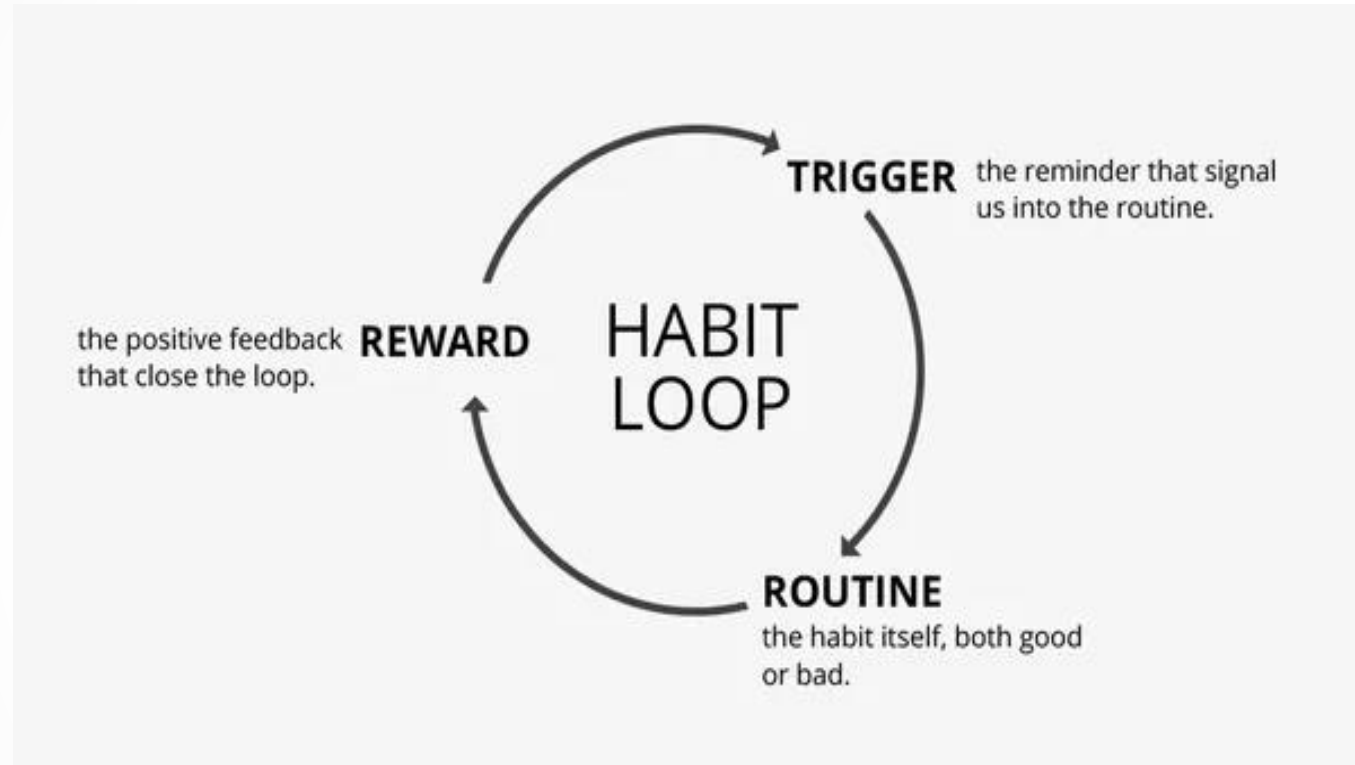 TRIGGER
the reminder that signal
us into the routine.
HABIT
LOOP
the positive feedback
that close the loop.
REWARD
ROUTINE
the habit itself, both good
or bad.